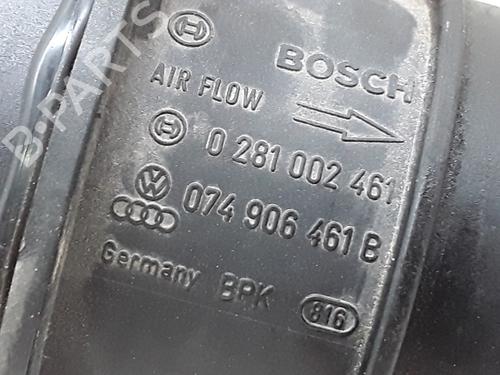 BOSCH
AIR FLOW
0 281 002 461
074 906 461 B
Germany BPK 816
B-PARTS